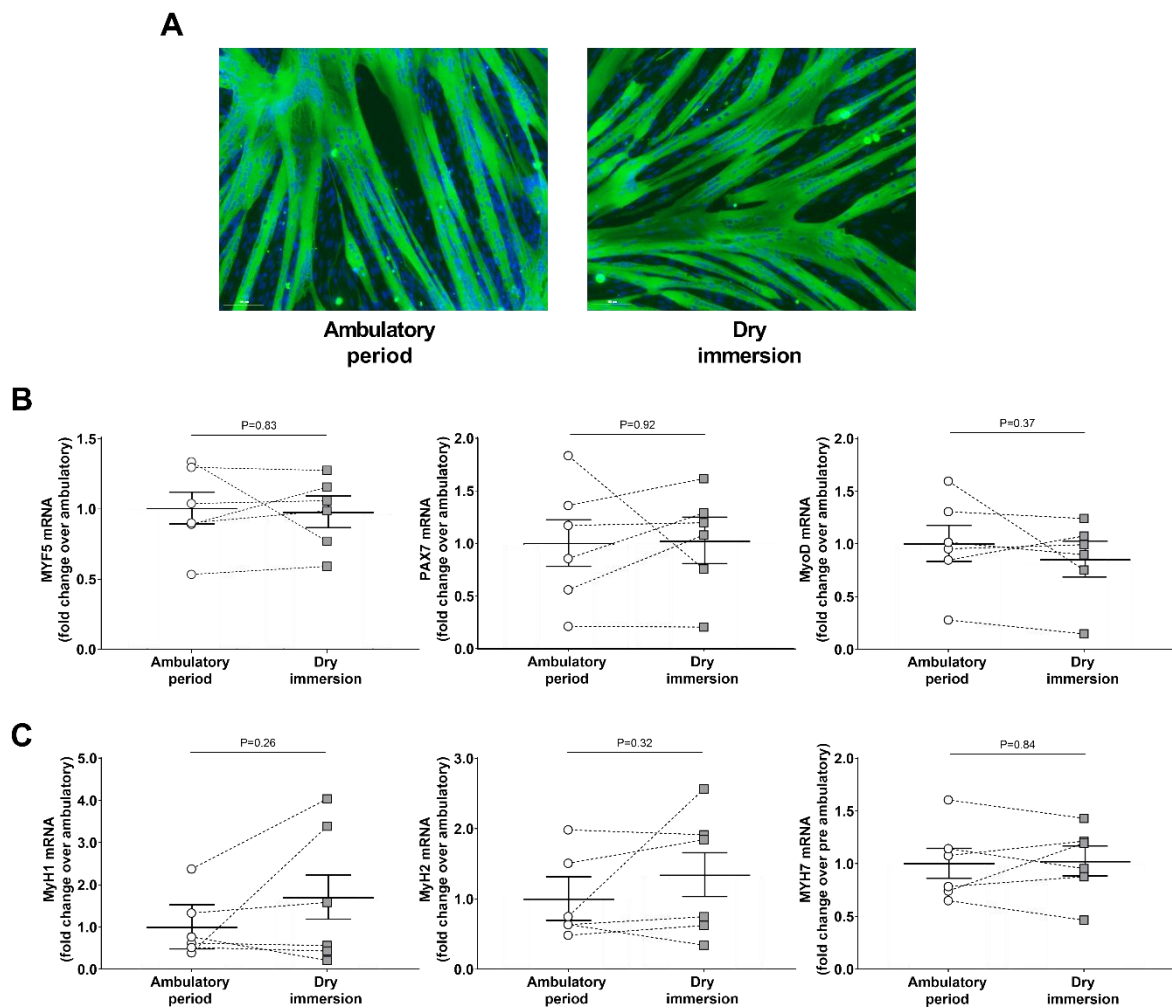 A
Ambulatory
period
Dry
immersion
B
MYF5 mRNA
(fold change over ambulatory)
P=0.83
1.5
1.0
0.5
0.0
Ambulatory
period
Dry
immersion
PAX7 mRNA
(fold change over ambulatory)
P=0.92
2.0
1.5
1.0
0.5
0.0
Ambulatory
period
Dry
immersion
MyoD mRNA
(fold change over ambulatory)
P=0.37
2.0
1.5
1.0
0.5
0.0
Ambulatory
period
Dry
immersion
C
MyH1 mRNA
(fold change over ambulatory)
P=0.26
5.0
4.0
3.0
2.0
1.0
0.0
Ambulatory
period
Dry
immersion
MyH2 mRNA
(fold change over ambulatory)
P=0.32
3.0
2.0
1.0
0.0
Ambulatory
period
Dry
immersion
MYH7 mRNA
(fold change over pre ambulatory)
P=0.84
2.0
1.5
1.0
0.5
0.0
Ambulatory
period
Dry
immersion